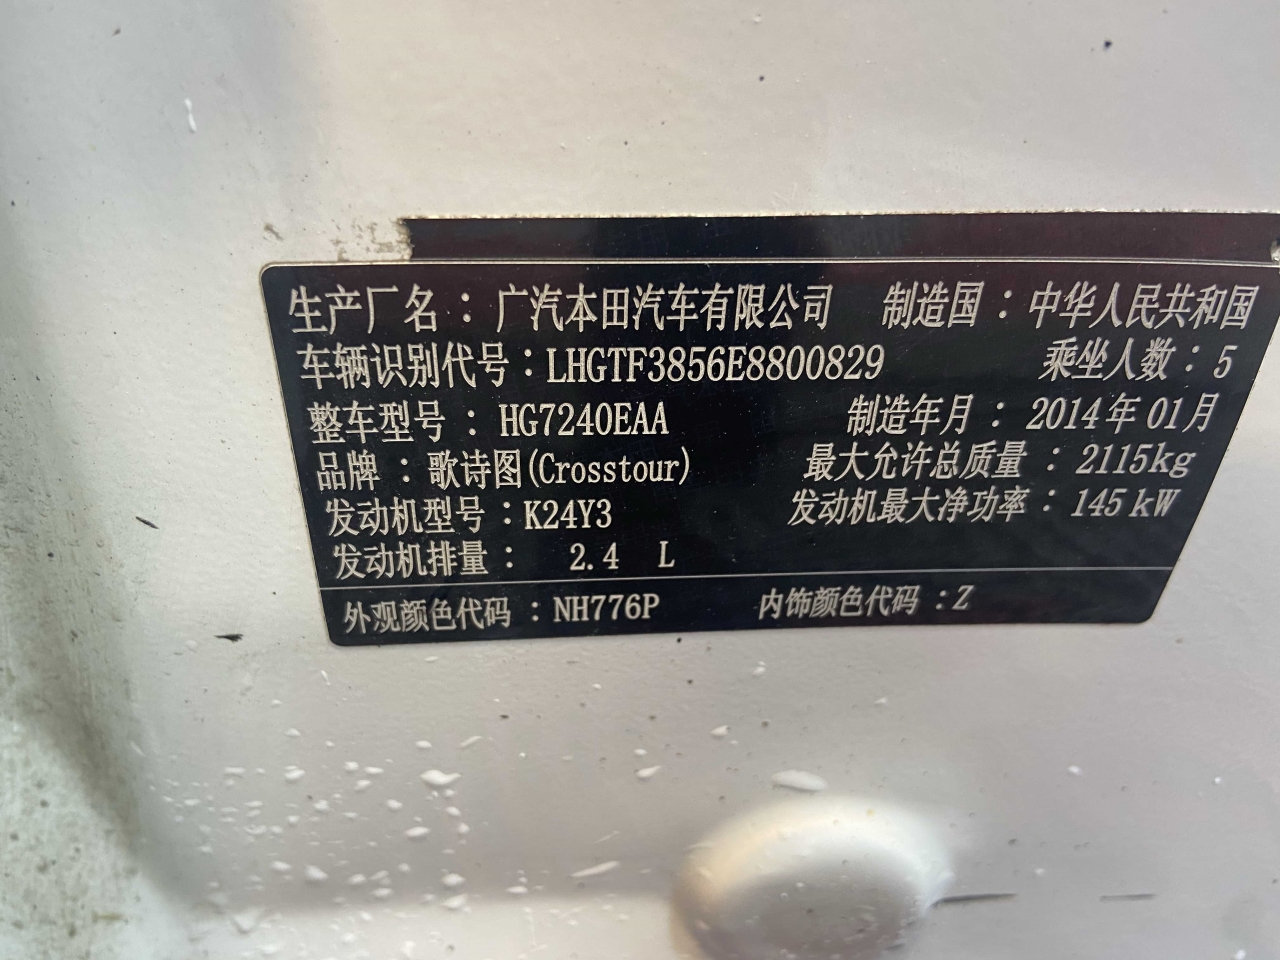 生产厂名：广汽本田汽车有限公司 制造国：中华人民共和国
车辆识别代号：LHGTF3856E8800829 乘坐人数：5
整车型号：HG7240EAA 制造年月：2014年01月
品牌：歌诗图(Crosstour) 最大允许总质量：2115kg
发动机型号：K24Y3 发动机最大净功率：145kW
发动机排量：2.4 L
外观颜色代码：NH776P 内饰颜色代码：Z